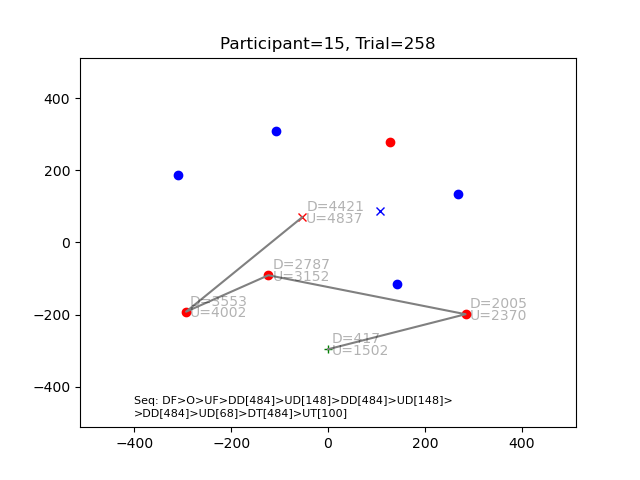 Participant=15, Trial=258
400
200
0
−200
−400
D=4421
U=4837
D=2787
U=3152
D=3553
U=4002
D=2005
U=2370
D=417
U=1502
Seq: DF>O>UF>DD[484]>UD[148]>DD[484]>UD[148]>
>DD[484]>UD[68]>DT[484]>UT[100]
−400
−200
0
200
400